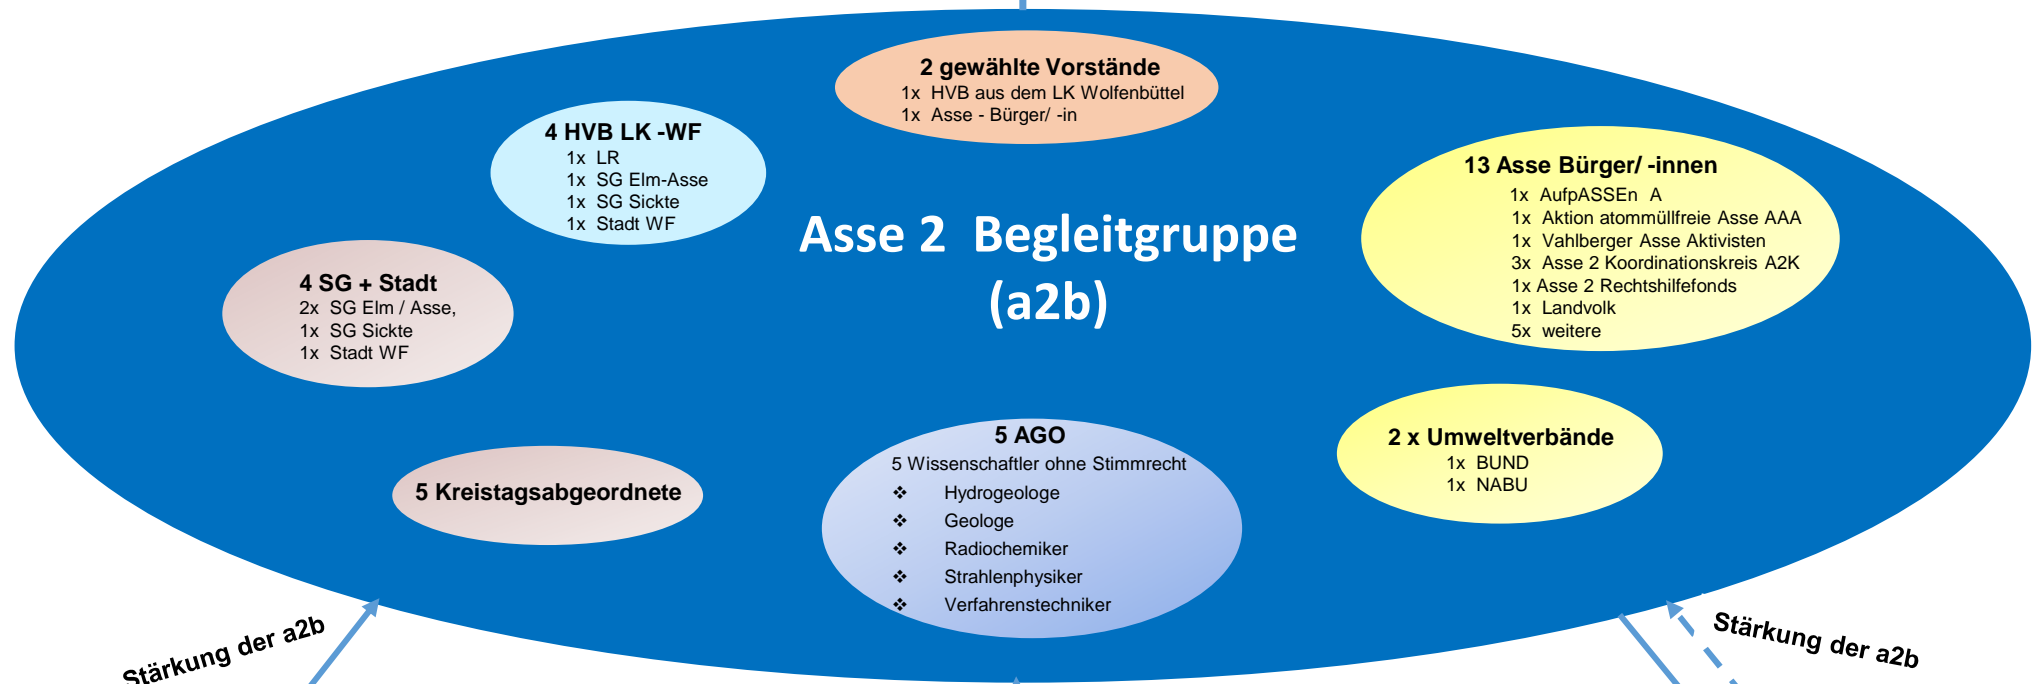 2 gewählte Vorstände
1x HVB aus dem LK Wolfenbüttel
1x Asse - Bürger/ -in
4 HVB LK -WF
1x LR
1x SG Elm-Asse
1x SG Sickte
1x Stadt WF
13 Asse Bürger/ -innen
1x AufpASSEn A
1x Aktion atommüllfreie Asse AAA
1x Vahlberger Asse Aktivisten
3x Asse 2 Koordinationskreis A2K
1x Asse 2 Rechtshilfefonds
1x Landvolk
5x weitere
Asse 2 Begleitgruppe
(a2b)
4 SG + Stadt
2x SG Elm / Asse,
1x SG Sickte
1x Stadt WF
5 Kreistagsabgeordnete
5 AGO
5 Wissenschaftler ohne Stimmrecht
❖ Hydrogeologe
❖ Geologe
❖ Radiochemiker
❖ Strahlenphysiker
❖ Verfahrenstechniker
2 x Umweltverbände
1x BUND
1x NABU
Stärkung der a2b
Stärkung der a2b